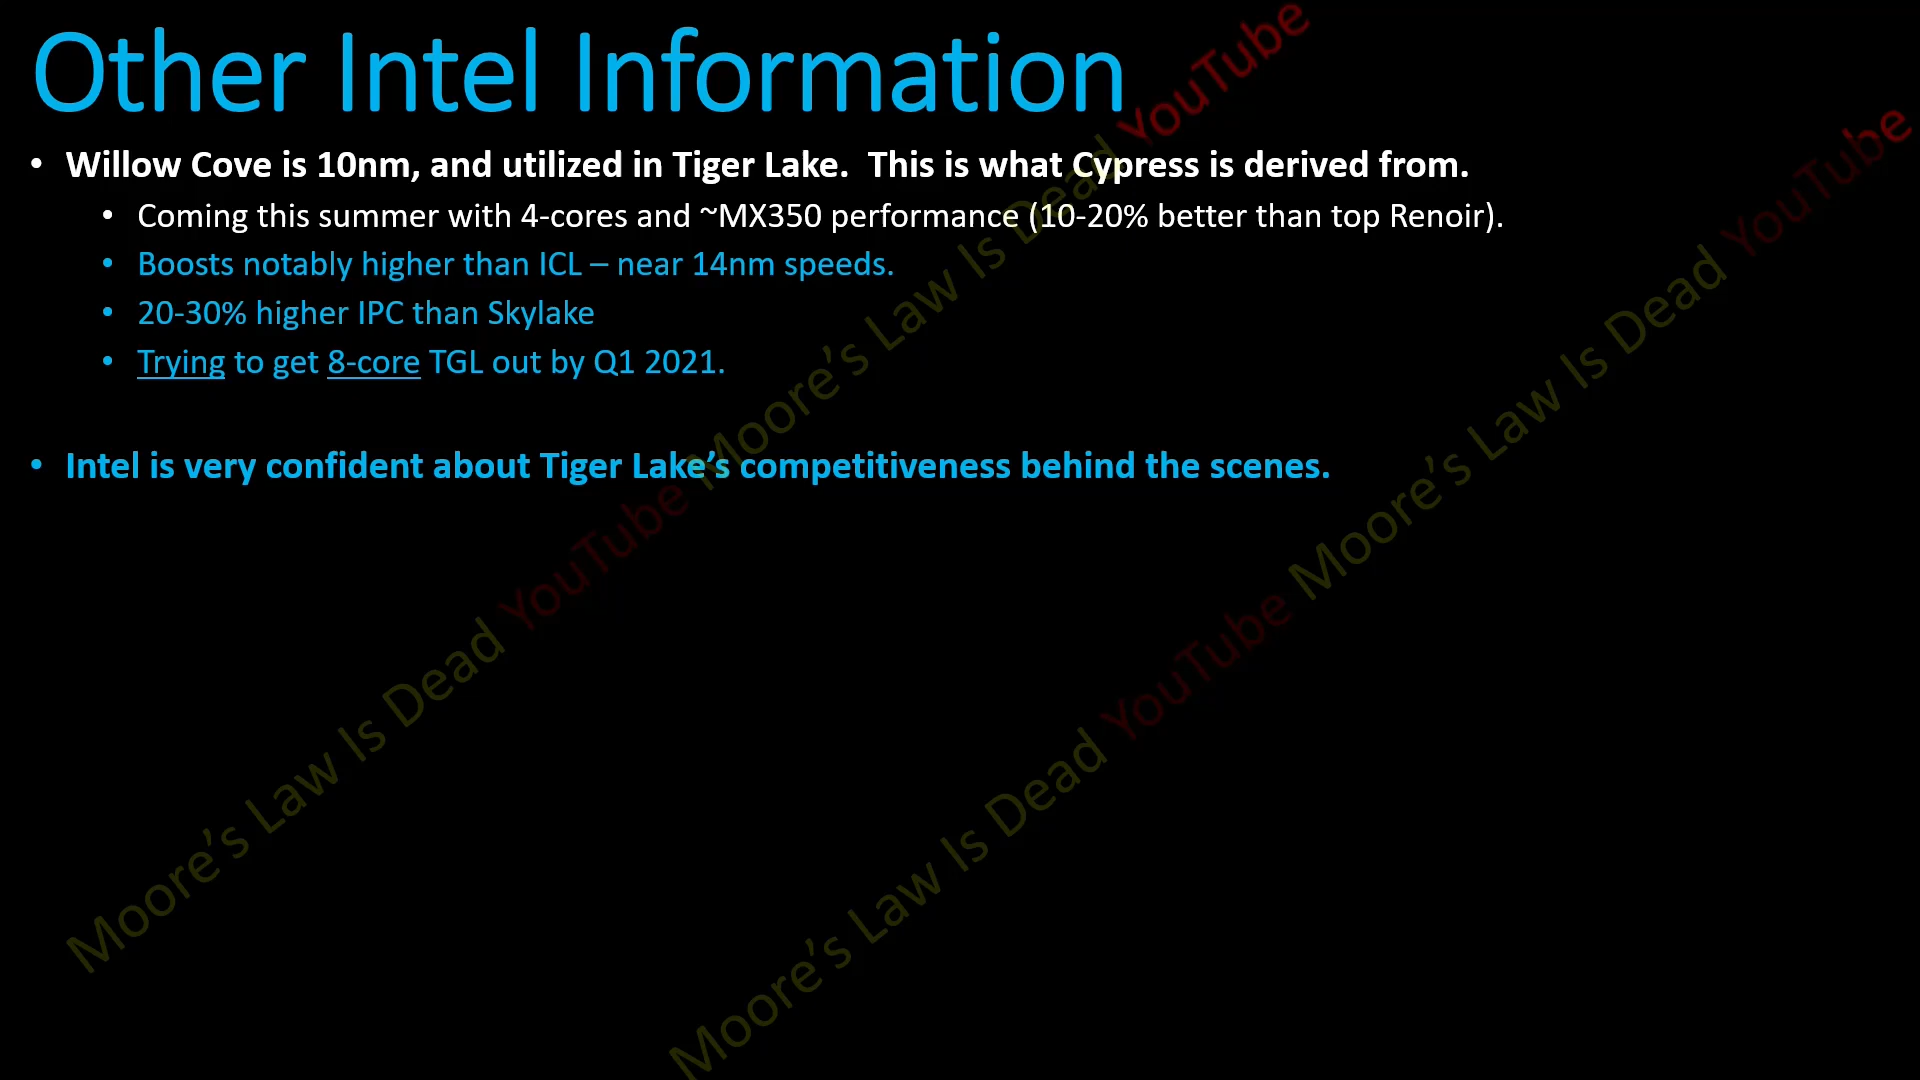 Other Intel Information
• Willow Cove is 10nm, and utilized in Tiger Lake.  This is what Cypress is derived from.
• Coming this summer with 4-cores and ~MX350 performance (10-20% better than top Renoir).
• Boosts notably higher than ICL – near 14nm speeds.
• 20-30% higher IPC than Skylake
• Trying to get 8-core TGL out by Q1 2021.
• Intel is very confident about Tiger Lake’s competitiveness behind the scenes.
Moore’s Law Is Dead YouTube Moore’s Law Is Dead YouTube
Moore’s Law Is Dead YouTube Moore’s Law Is Dead YouTube